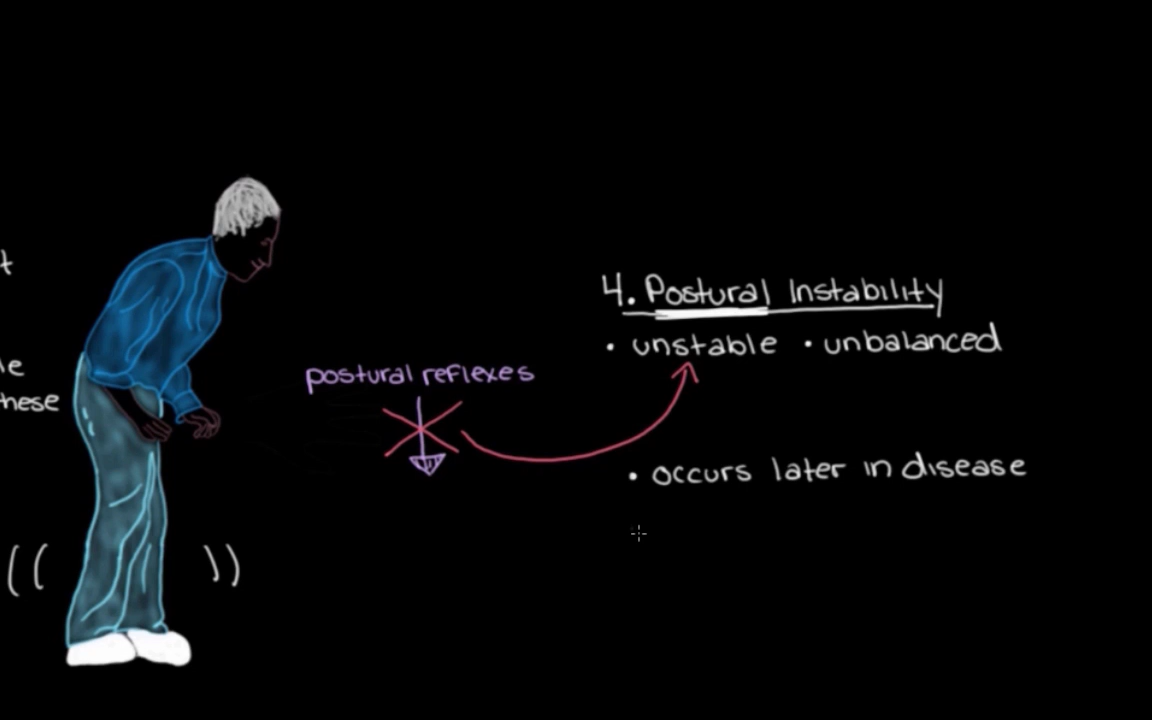 4. Postural Instability
• unstable • unbalanced
postural reflexes
• occurs later in disease